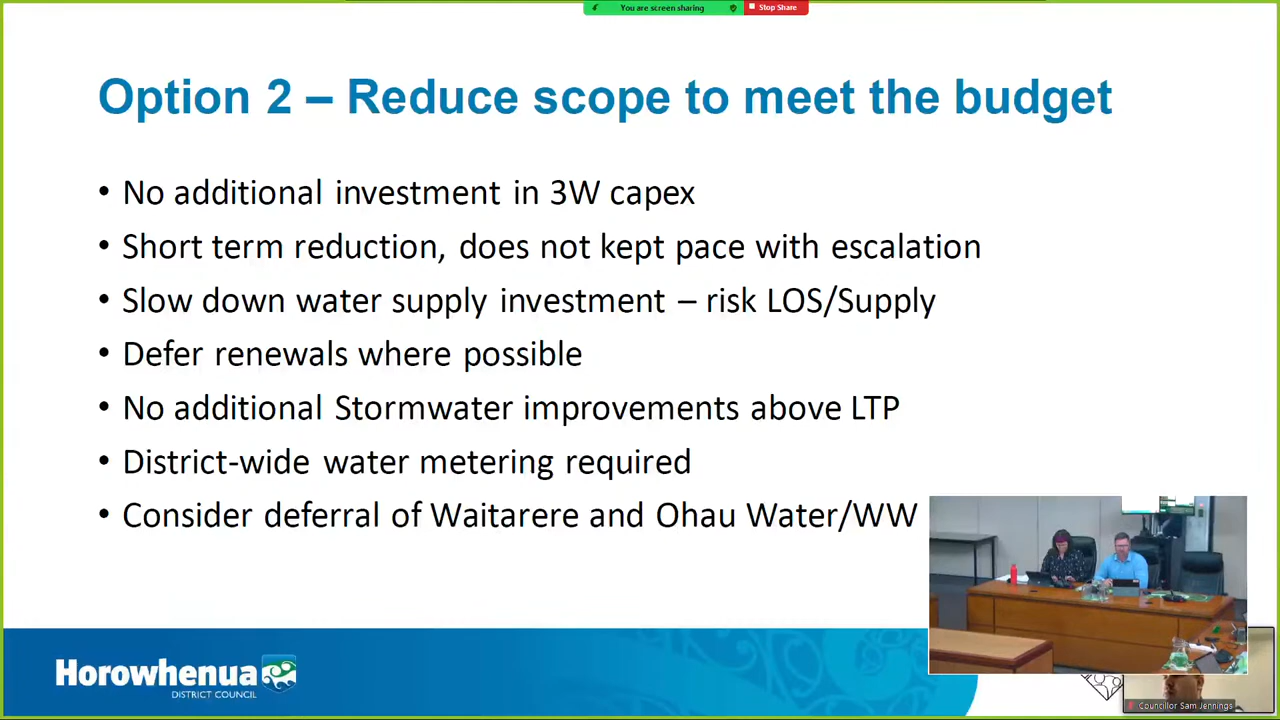 You are screen sharing
Stop Share
Option 2 – Reduce scope to meet the budget
• No additional investment in 3W capex
• Short term reduction, does not kept pace with escalation
• Slow down water supply investment – risk LOS/Supply
• Defer renewals where possible
• No additional Stormwater improvements above LTP
• District-wide water metering required
• Consider deferral of Waitarere and Ohau Water/WW
Horowhenua
DISTRICT COUNCIL
Councillor Sam Jennings